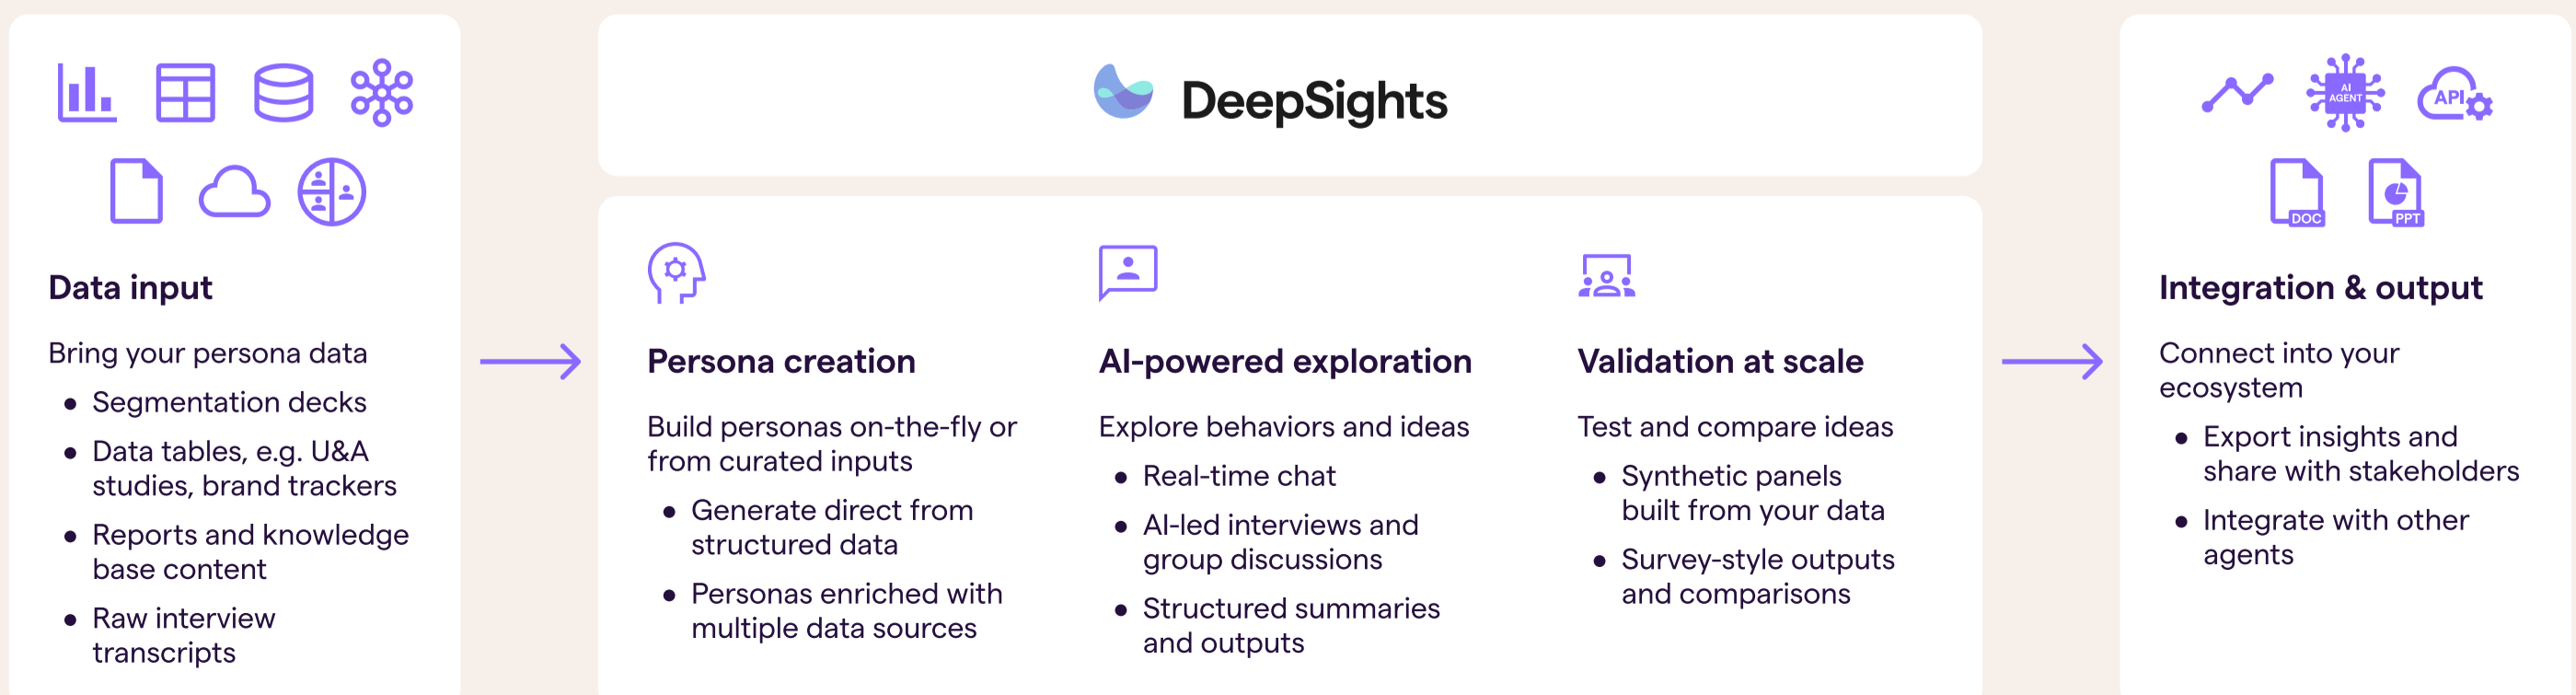 Data input
Bring your persona data
● Segmentation decks
● Data tables, e.g. U&A
studies, brand trackers
● Reports and knowledge
base content
● Raw interview
transcripts
DeepSights
Persona creation
Build personas on-the-fly or
from curated inputs
● Generate direct from
structured data
● Personas enriched with
multiple data sources
AI-powered exploration
Explore behaviors and ideas
● Real-time chat
● AI-led interviews and
group discussions
● Structured summaries
and outputs
Validation at scale
Test and compare ideas
● Synthetic panels
built from your data
● Survey-style outputs
and comparisons
AI
AGENT
API
DOC
PPT
Integration & output
Connect into your
ecosystem
● Export insights and
share with stakeholders
● Integrate with other
agents